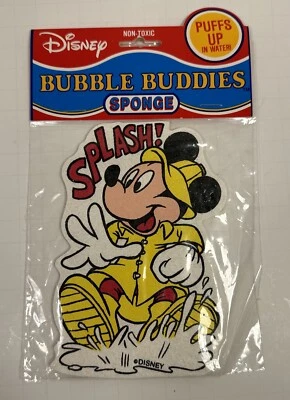 Disney
NON-TOXIC
PUFFS
UP
IN WATER!
BUBBLE BUDDIES
SPONGE
SPLASH!
©DISNEY